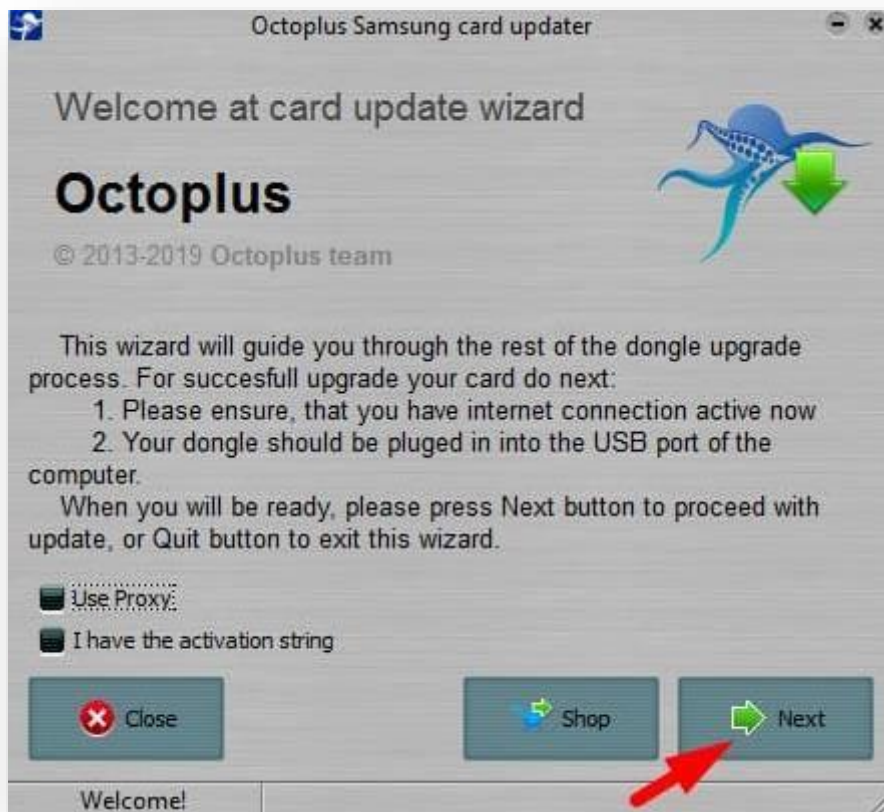 Octoplus Samsung card updater
Welcome at card update wizard
Octoplus
© 2013-2019 Octoplus team
This wizard will guide you through the rest of the dongle upgrade
process. For succesfull upgrade your card do next:
1. Please ensure, that you have internet connection active now
2. Your dongle should be pluged in into the USB port of the
computer.
When you will be ready, please press Next button to proceed with
update, or Quit button to exit this wizard.
Use Proxy
I have the activation string
Close
Shop
Next
Welcome!